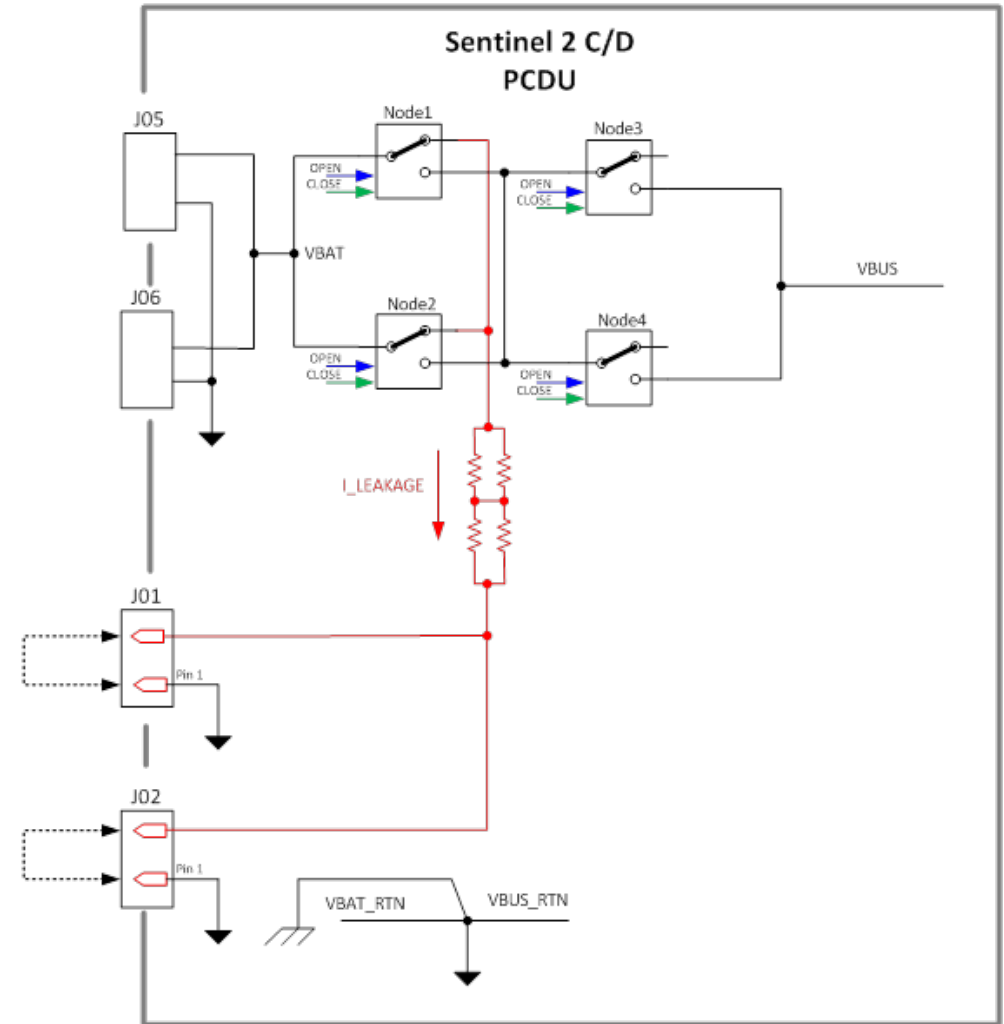 Sentinel 2 C/D
PCDU
J05
Node1
Node3
OPEN
CLOSE
OPEN
CLOSE
VBAT
VBUS
J06
Node2
Node4
OPEN
CLOSE
OPEN
CLOSE
I_LEAKAGE
J01
Pin 1
J02
Pin 1
VBAT_RTN
VBUS_RTN